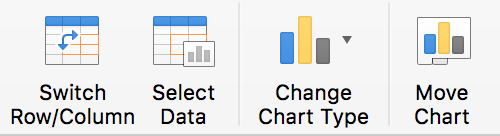 Switch
Row/Column
Select
Data
Change
Chart Type
Move
Chart